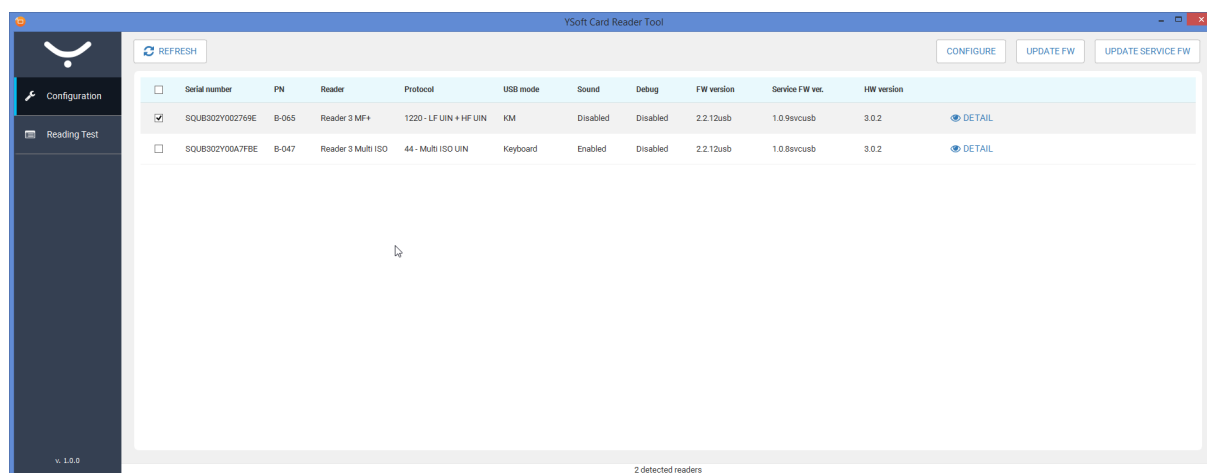 YSoft Card Reader Tool
REFRESH CONFIGURE UPDATE FW UPDATE SERVICE FW
Configuration
Reading Test
Serial number PN Reader Protocol USB mode Sound Debug FW version Service FW ver. HW version
SQUB302Y002769E B-065 Reader 3 MF+ 1220 - LF UIN + HF UIN KM Disabled Disabled 2.2.12usb 1.0.9svcusb 3.0.2 DETAIL
SQUB302Y00A7FBE B-047 Reader 3 Multi ISO 44 - Multi ISO UIN Keyboard Enabled Disabled 2.2.12usb 1.0.8svcusb 3.0.2 DETAIL
v. 1.0.0
2 detected readers